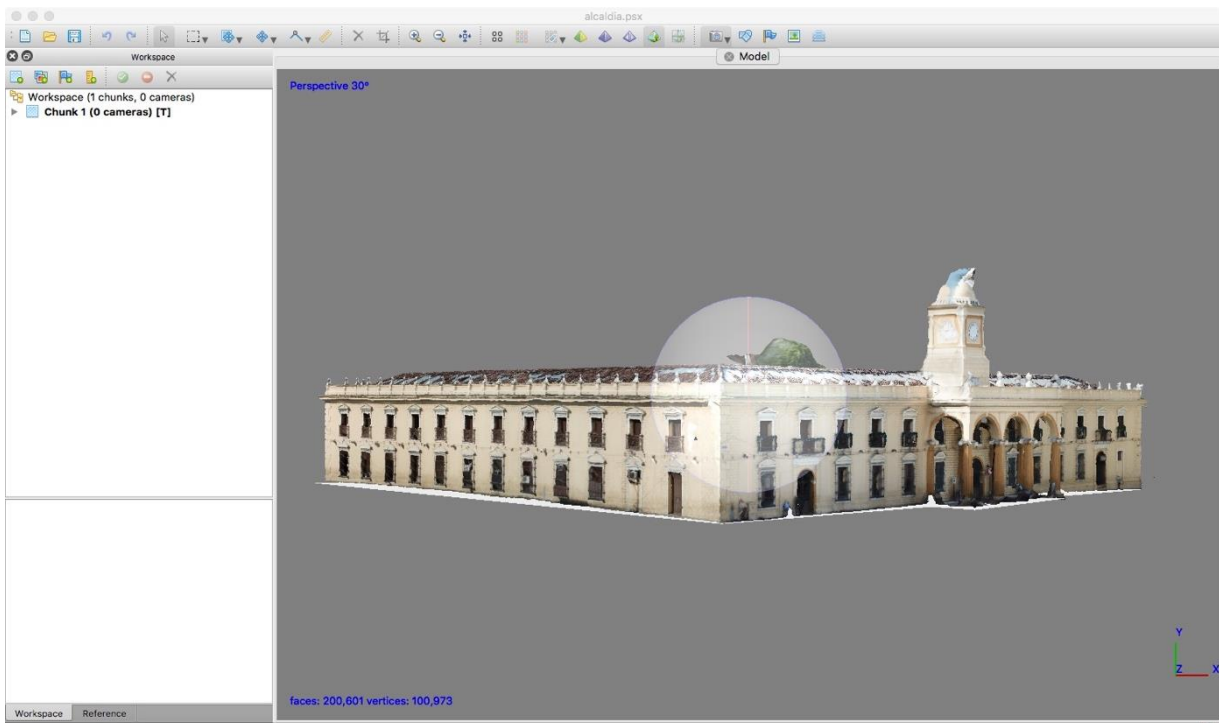 alcaidia.psx
Workspace
Model
Workspace (1 chunks, 0 cameras)
Chunk 1 (0 cameras) [T]
Perspective 30°
Y
Z X
faces: 200,601 vertices: 100,973
Workspace Reference